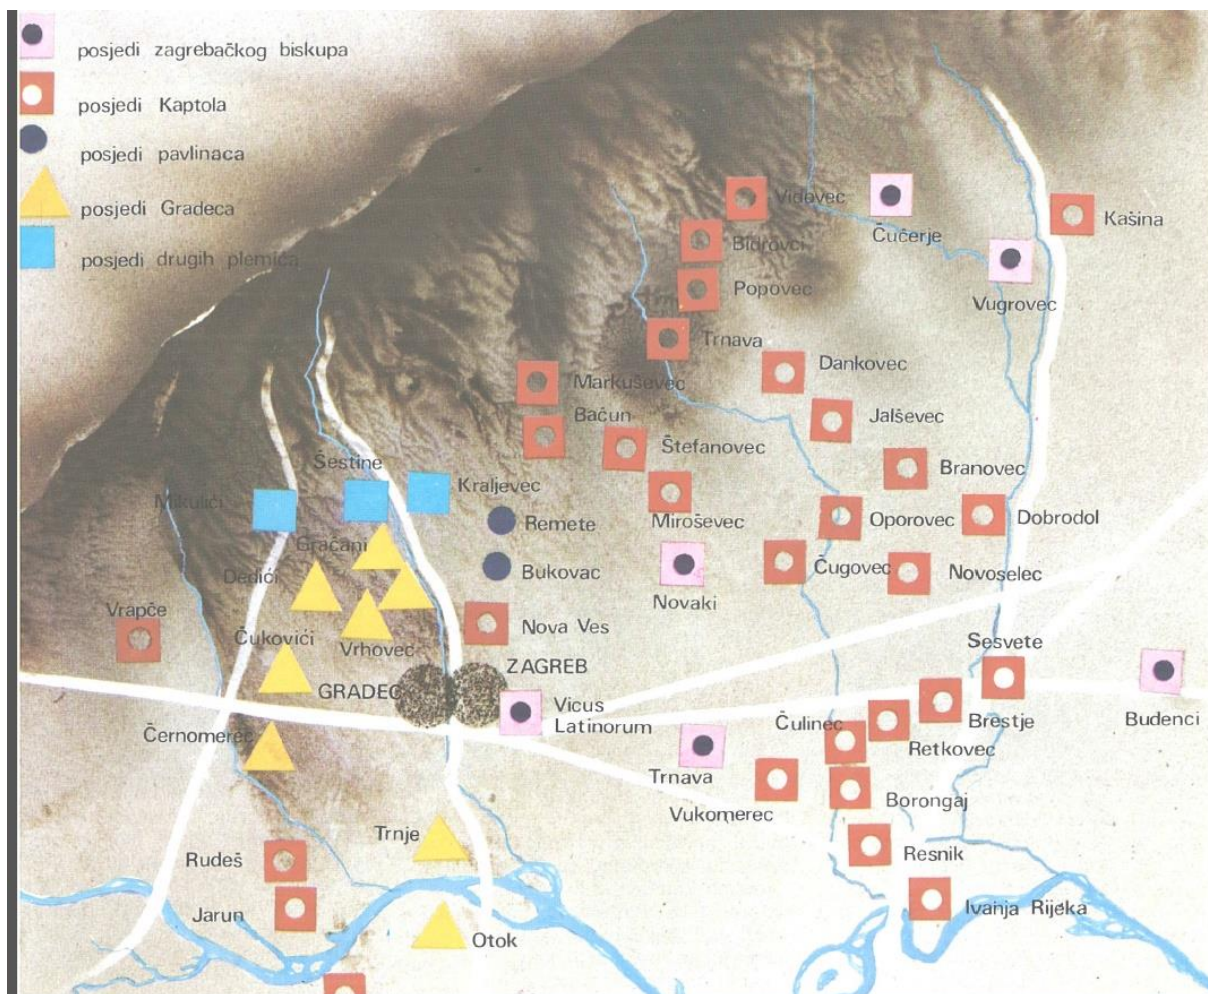 posjedi zagrebačkog biskupa
posjedi Kaptola
posjedi pavlinaca
posjedi Gradeca
posjedi drugih plemića
Vidovec
Čučerje
Kašina
Bidrovci
Popovec
Vugrovec
Trnava
Dankovec
Markuševec
Jalševec
Bačun
Štefanovec
Branovec
Šestine
Kraljevec
Mikulići
Remete
Miroševec
Oporovec
Dobrodol
Gračani
Bukovac
Čugovec
Novoselec
Dedići
Novaki
Vrapče
Čukovići
Vrhovec
Nova Ves
Sesvete
ZAGREB
GRADEC
Vicus
Latinorum
Čulinec
Brestje
Budenci
Černomerec
Retkovec
Trnava
Vukomerec
Borongaj
Trnje
Resnik
Rudeš
Jarun
Ivanja Rijeka
Otok